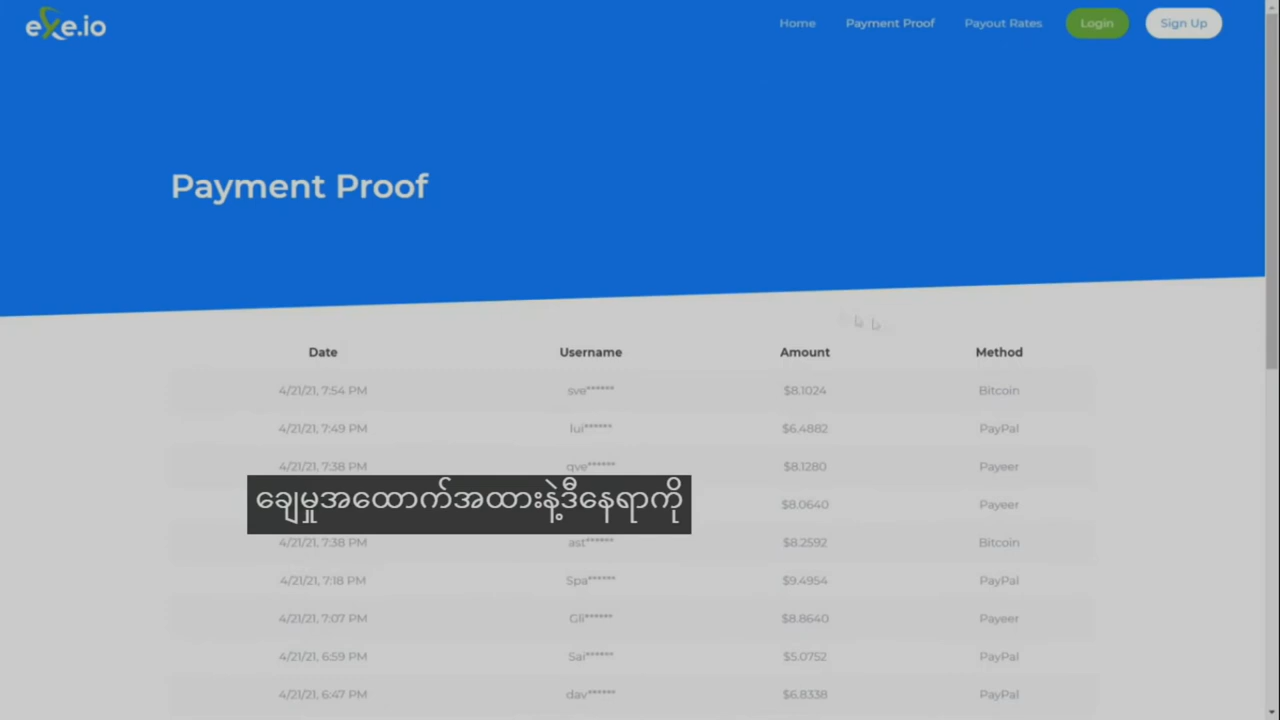 exe.io
Home Payment Proof Payout Rates Login Sign Up
Payment Proof
Date Username Amount Method
4/21/21, 7:54 PM sve****** $8.1024 Bitcoin
4/21/21, 7:49 PM lui****** $6.4882 PayPal
4/21/21, 7:38 PM qve****** $8.1280 Payeer
ချေမှုအထောက်အထားနဲ့ဒီနေရာကို
$8.0640 Payeer
4/21/21, 7:38 PM ast****** $8.2592 Bitcoin
4/21/21, 7:18 PM Spa****** $9.4954 PayPal
4/21/21, 7:07 PM Gli****** $8.8640 Payeer
4/21/21, 6:59 PM Sai****** $5.0752 PayPal
4/21/21, 6:47 PM dav****** $6.8338 PayPal